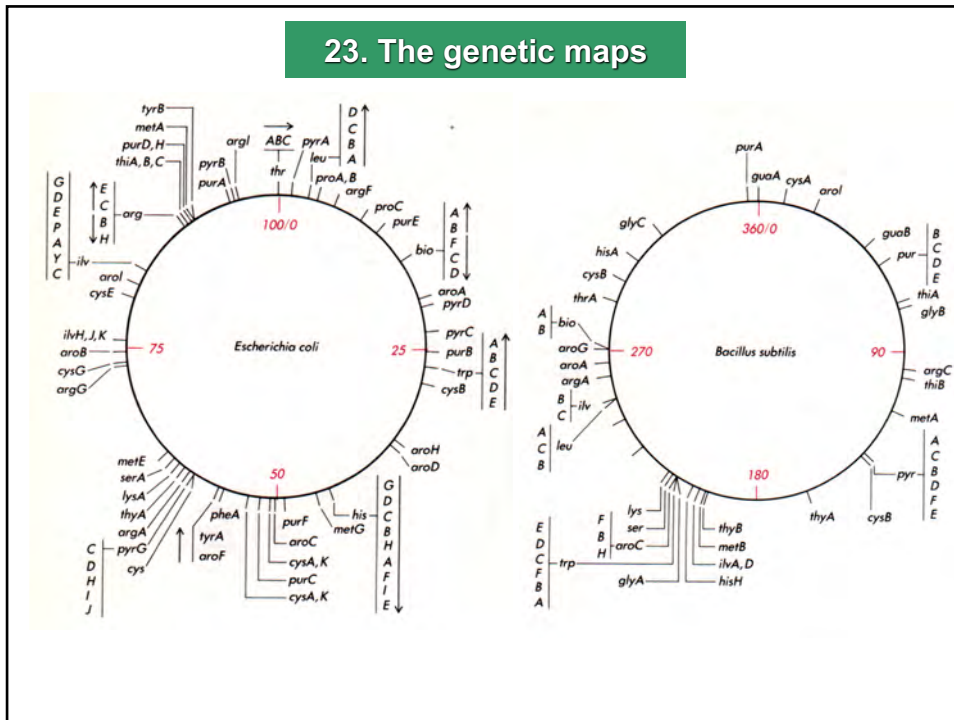 23. The genetic maps
tyrB
metA
purD, H
thiA, B, C
pyrB
purA
argI
ABC
thr
pyrA
leu
D
C
B
A
proA, B
argF
proC
purE
bio
A
B
F
C
D
aroA
pyrD
pyrC
purB
trp
A
B
C
D
E
cysB
aroH
aroD
his
G
D
C
B
H
A
F
I
E
metG
purF
aroC
cysA, K
purC
cysA, K
pheA
tyrA
aroF
metE
serA
lysA
thyA
argA
pyrG
cys
C
D
H
I
J
argG
cysG
aroB
ilvH, J, K
cysE
aroI
ilv
G
D
E
P
A
Y
C
arg
E
C
B
H
100/0
25
50
75
Escherichia coli
purA
guaA
cysA
aroI
guaB
pur
B
C
D
E
thiA
glyB
argC
thiB
metA
pyr
A
C
B
D
F
E
cysB
thyA
thyB
metB
ilvA, D
hisH
glyA
trp
E
D
C
F
B
A
aroC
F
B
H
ser
lys
leu
A
C
B
ilv
B
C
argA
aroA
aroG
bio
A
B
thrA
cysB
hisA
glyC
360/0
90
180
270
Bacillus subtilis